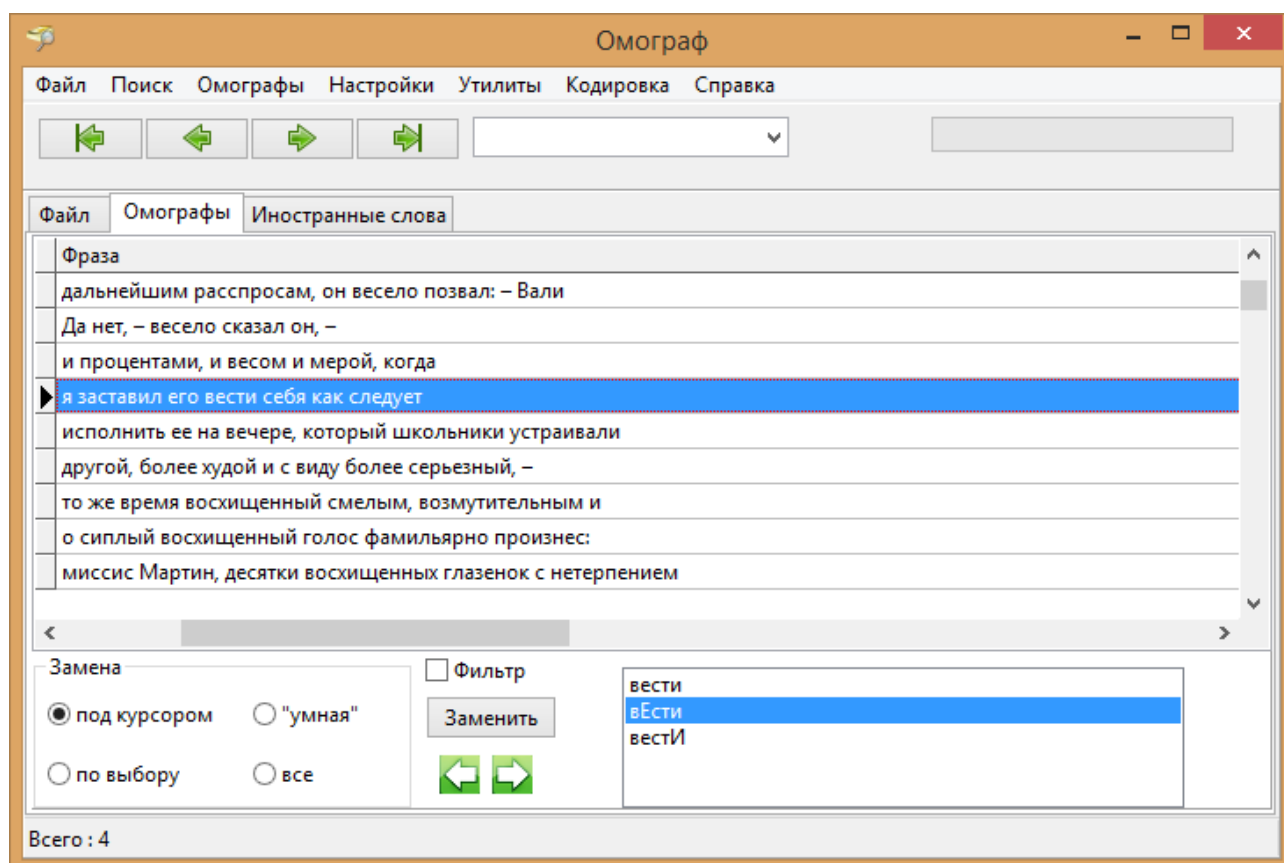 Омограф
Файл Поиск Омографы Настройки Утилиты Кодировка Справка
Файл Омографы Иностранные слова
Фраза
дальнейшим расспросам, он весело позвал: – Вали
Да нет, – весело сказал он, –
и процентами, и весом и мерой, когда
я заставил его вести себя как следует
исполнить ее на вечере, который школьники устраивали
другой, более худой и с виду более серьезный, –
то же время восхищенный смелым, возмутительным и
о сиплый восхищенный голос фамильярно произнес:
миссис Мартин, десятки восхищенных глазенок с нетерпением
Замена
под курсором "умная"
по выбору все
Фильтр
Заменить
вести
вЕсти
вестИ
Всего : 4